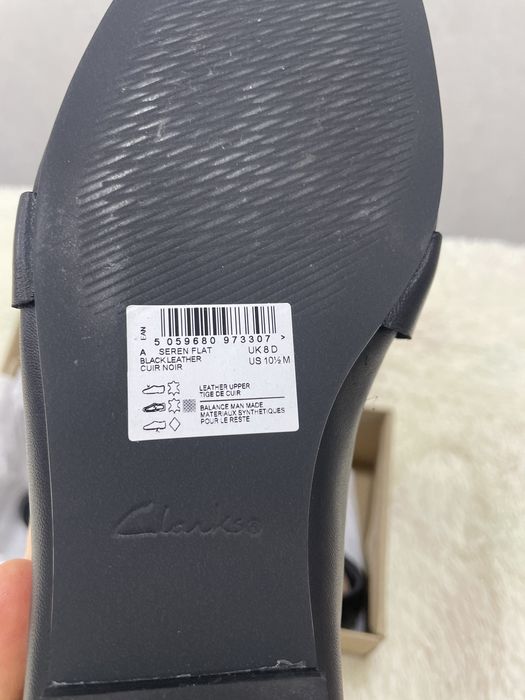 EAN
5 059680 973307 >
A SEREN FLAT UK 8 D
BLACK LEATHER US 10½ M
CUIR NOIR
LEATHER UPPER
TIGE DE CUIR
BALANCE MAN MADE
MATERIAUX SYNTHÉTIQUES
POUR LE RESTE
Clarks®